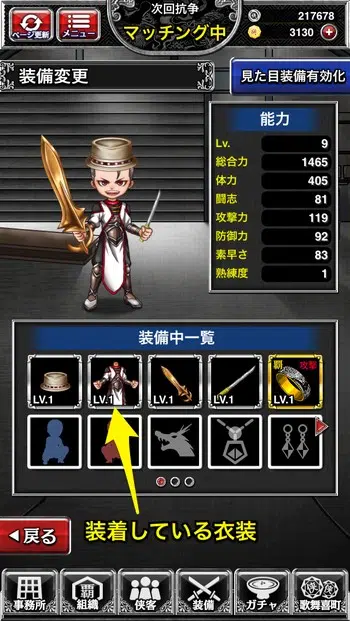 次回抗争
マッチング中
217678
3130
ページ更新
メニュー
装備変更
見た目装備有効化
能力
Lv. 9
総合力 1465
体力 405
闘志 81
攻撃力 119
防御力 92
素早さ 83
熟練度 1
装備中一覧
覇 攻撃
LV.1 LV.1 LV.1 LV.1 LV.1
装着している衣装
戻る
覇
事務所 組織 侠客 装備 ガチャ 歌舞喜町